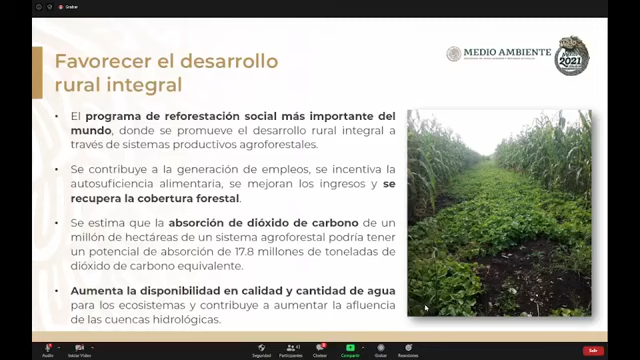 Grabar
Favorecer el desarrollo
rural integral
MEDIO AMBIENTE
2021
• El programa de reforestación social más importante del
mundo, donde se promueve el desarrollo rural integral a
través de sistemas productivos agroforestales.
• Se contribuye a la generación de empleos, se incentiva la
autosuficiencia alimentaria, se mejoran los ingresos y se
recupera la cobertura forestal.
• Se estima que la absorción de dióxido de carbono de un
millón de hectáreas de un sistema agroforestal podría tener
un potencial de absorción de 17.8 millones de toneladas de
dióxido de carbono equivalente.
• Aumenta la disponibilidad en calidad y cantidad de agua
para los ecosistemas y contribuye a aumentar la afluencia
de las cuencas hidrológicas.
Audio Iniciar Video Seguridad Participantes Chatear Compartir Grabar Reacciones Salir